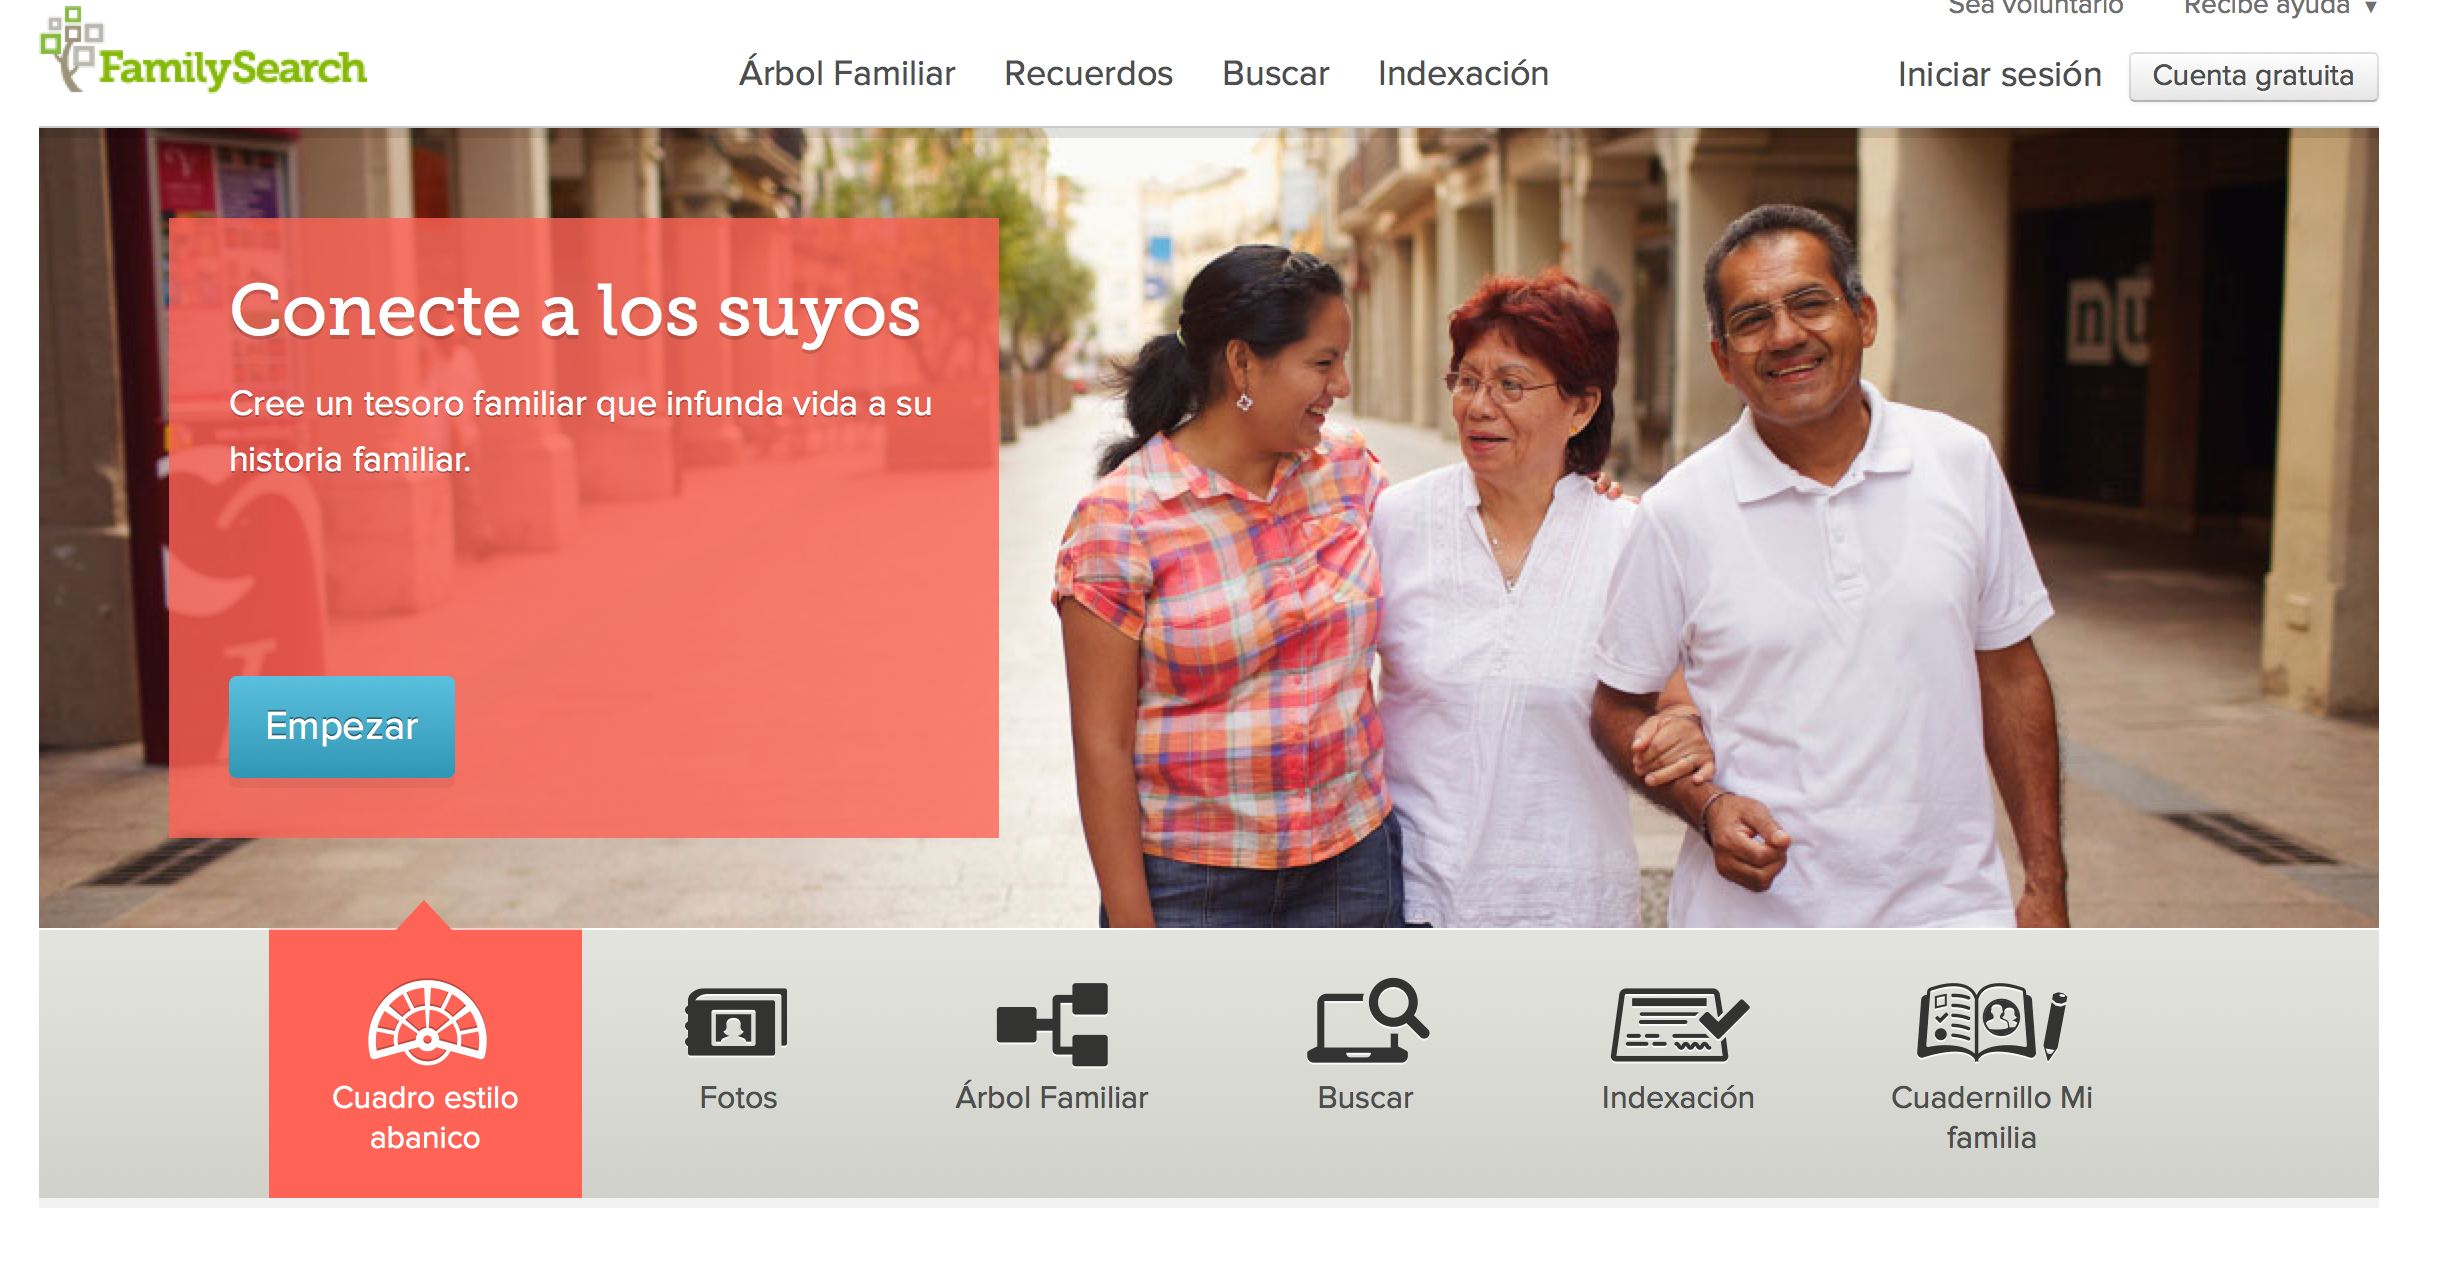 Sea voluntario
Recibe ayuda ▼
FamilySearch
Árbol Familiar
Recuerdos
Buscar
Indexación
Iniciar sesión
Cuenta gratuita
Conecte a los suyos
Cree un tesoro familiar que infunda vida a su
historia familiar.
Empezar
Cuadro estilo
abanico
Fotos
Árbol Familiar
Buscar
Indexación
Cuadernillo Mi
familia